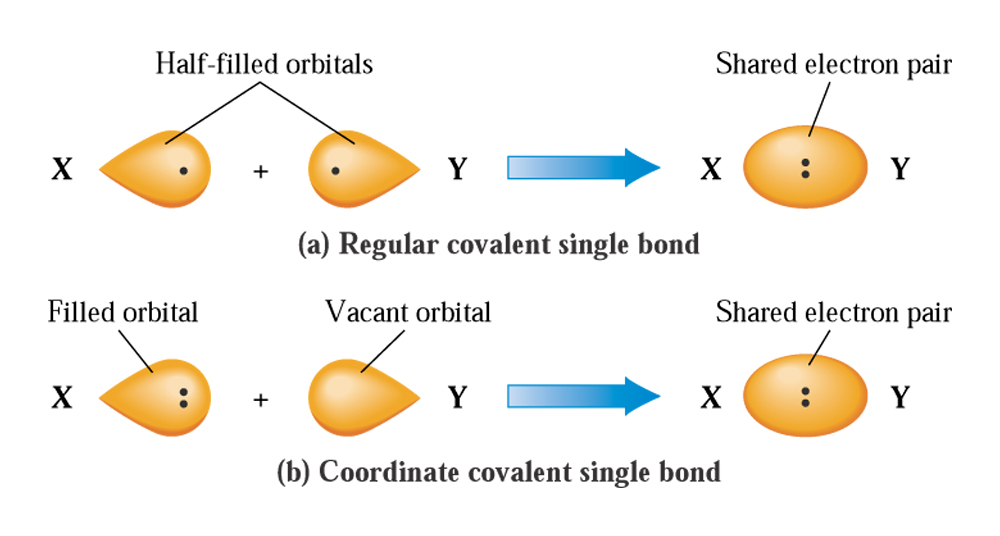 Half-filled orbitals
Shared electron pair
X + Y X Y
(a) Regular covalent single bond
Filled orbital
Vacant orbital
Shared electron pair
X + Y X Y
(b) Coordinate covalent single bond